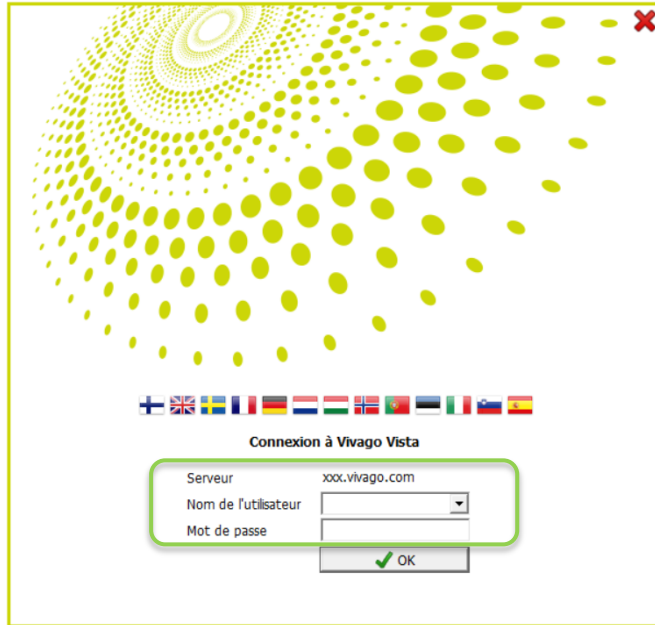 Connexion à Vivago Vista
Serveur xxx.vivago.com
Nom de l'utilisateur
Mot de passe
OK